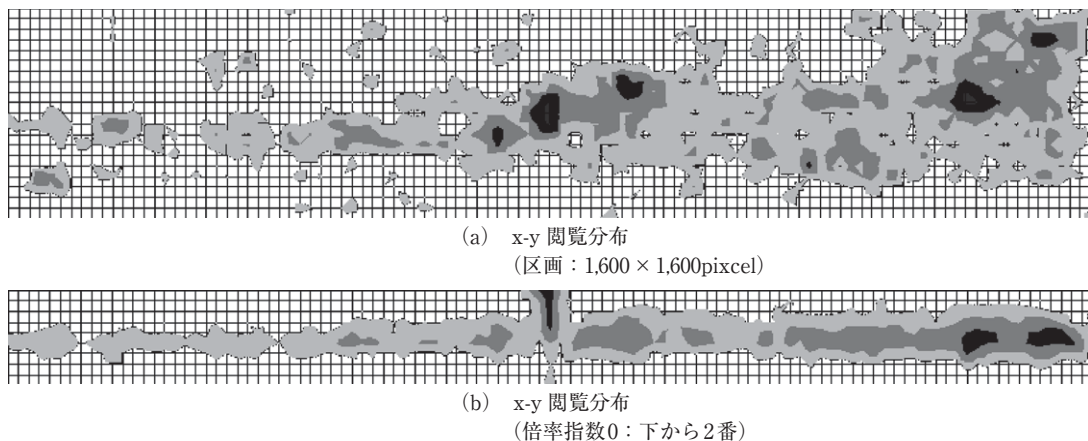 (a) x-y 閲覧分布
(区画:1,600 × 1,600pixcel)
(b) x-y 閲覧分布
(倍率指数0:下から2番)